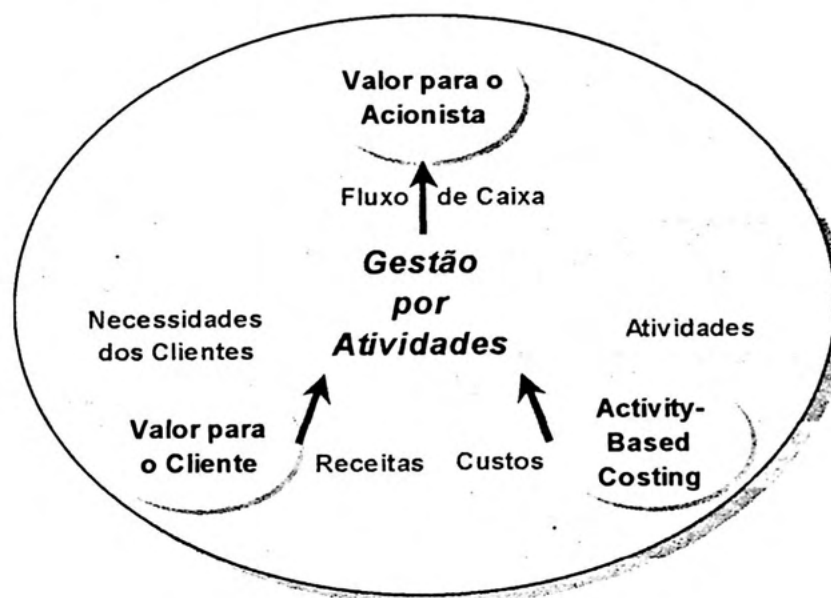 Valor para o
Acionista
Fluxo de Caixa
Gestão
por
Atividades
Necessidades
dos Clientes
Atividades
Valor para
o Cliente
Receitas
Custos
Activity-
Based
Costing